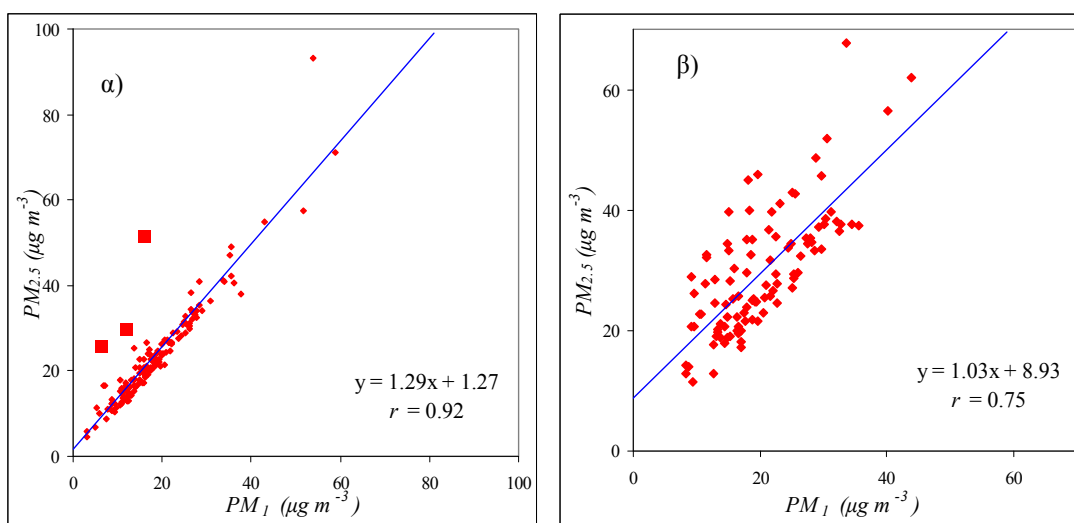 α)
100
80
60
40
20
0
PM2.5 (μg m-3)
y = 1.29x + 1.27
r = 0.92
0 20 40 60 80 100
PM1 (μg m-3)
β)
60
40
20
0
PM2.5 (μg m-3)
y = 1.03x + 8.93
r = 0.75
0 20 40 60
PM1 (μg m-3)